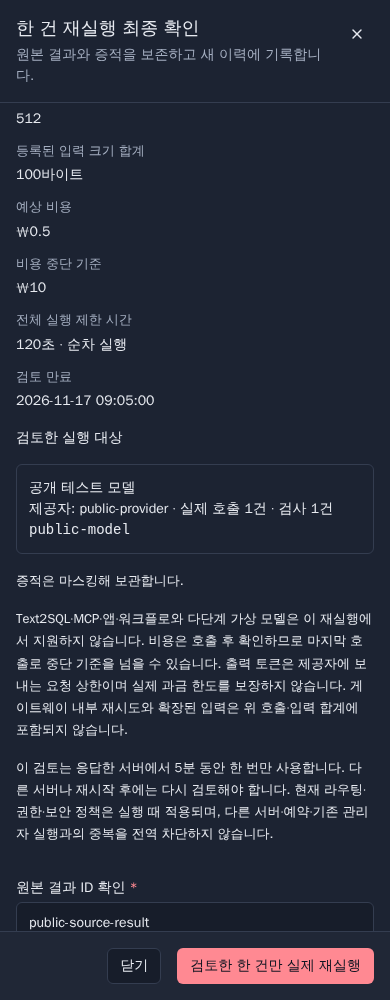 한 건 재실행 최종 확인
원본 결과와 증적을 보존하고 새 이력에 기록합니
다.
512
등록된 입력 크기 합계
100바이트
예상 비용
₩0.5
비용 중단 기준
₩10
전체 실행 제한 시간
120초 · 순차 실행
검토 만료
2026-11-17 09:05:00
검토한 실행 대상
공개 테스트 모델
제공자: public-provider · 실제 호출 1건 · 검사 1건
public-model
증적은 마스킹해 보관합니다.
Text2SQL·MCP·앱·워크플로와 다단계 가상 모델은 이 재실행에
서 지원하지 않습니다. 비용은 호출 후 확인하므로 마지막 호
출로 중단 기준을 넘을 수 있습니다. 출력 토큰은 제공자에 보
내는 요청 상한이며 실제 과금 한도를 보장하지 않습니다. 게
이트웨이 내부 재시도와 확장된 입력은 위 호출·입력 합계에
포함되지 않습니다.
이 검토는 응답한 서버에서 5분 동안 한 번만 사용합니다. 다
른 서버나 재시작 후에는 다시 검토해야 합니다. 현재 라우팅·
권한·보안 정책은 실행 때 적용되며, 다른 서버·예약·기존 관리
자 실행과의 중복을 전역 차단하지 않습니다.
원본 결과 ID 확인 *
public-source-result
닫기
검토한 한 건만 실제 재실행